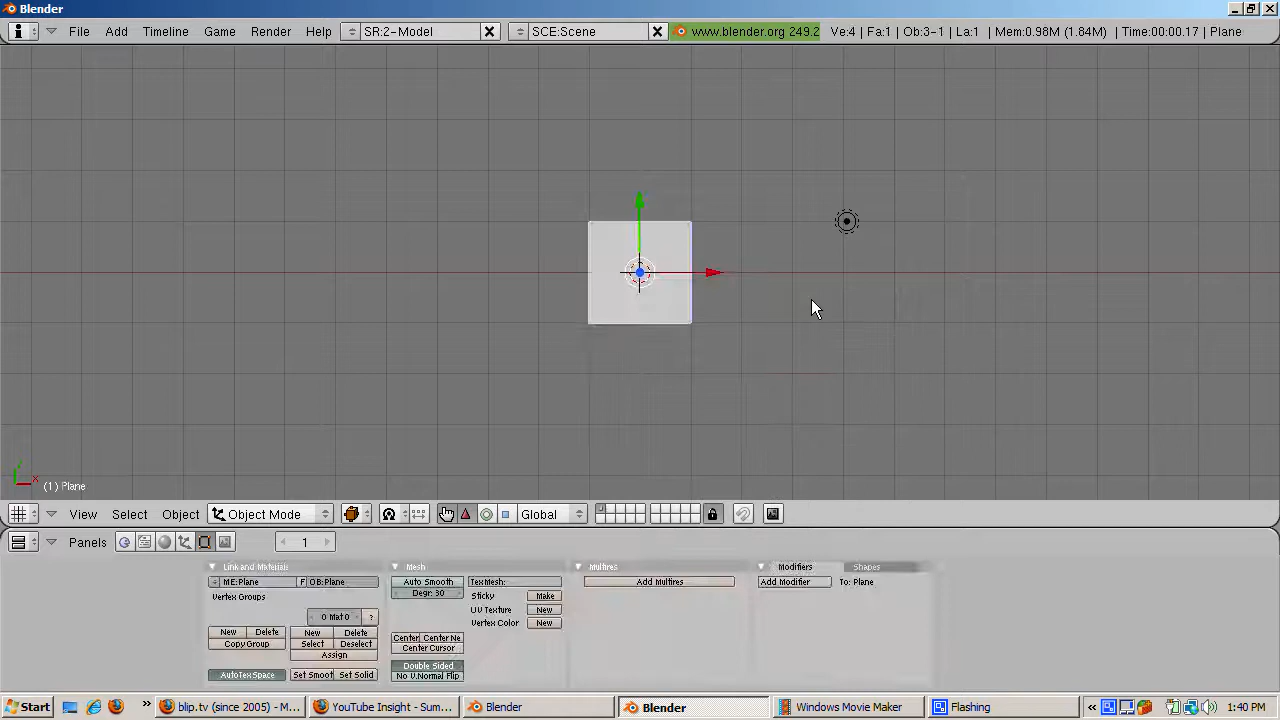 Blender
File Add Timeline Game Render Help SR:2-Model SCE:Scene www.blender.org 249.2 Ve:4 | Fa:1 | Ob:3-1 | La:1 | Mem:0.98M (1.84M) | Time:00:00.17 | Plane
y
x
(1) Plane
View Select Object Object Mode Global
Panels 1
Link and Materials Mesh Multires Modifiers Shapes
ME:Plane F OB:Plane Auto Smooth TexMesh: Add Multires Add Modifier To: Plane
Vertex Groups Degr: 30 Sticky Make
UV Texture New
0 Mat 0 ? Vertex Color New
New Delete New Delete Center Center Ne
Copy Group Select Deselect Center Cursor
Assign
Double Sided
AutoTexSpace Set Smoot Set Solid No V.Normal Flip
Start blip.tv (since 2005) - M... YouTube Insight - Sum... Blender Blender Windows Movie Maker Flashing 1:40 PM